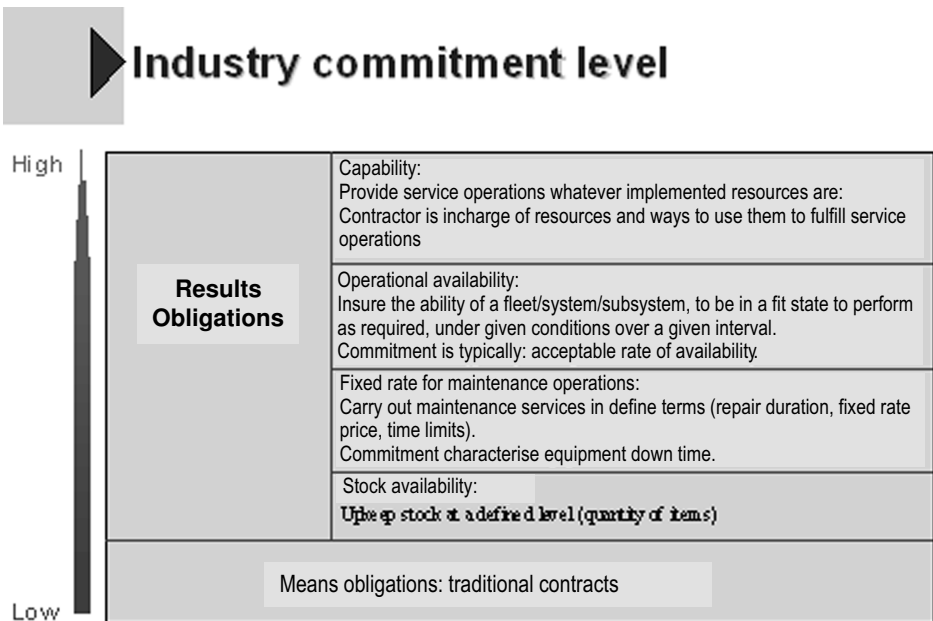 Industry commitment level
High
Results
Obligations
Capability:
Provide service operations whatever implemented resources are:
Contractor is incharge of resources and ways to use them to fulfill service
operations
Operational availability:
Insure the ability of a fleet/system/subsystem, to be in a fit state to perform
as required, under given conditions over a given interval.
Commitment is typically: acceptable rate of availability.
Fixed rate for maintenance operations:
Carry out maintenance services in define terms (repair duration, fixed rate
price, time limits).
Commitment characterise equipment down time.
Stock availability:
Upkeep stock at a defined level (quantity of items)
Means obligations: traditional contracts
Low